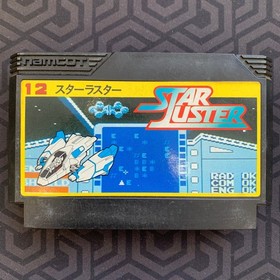 namcot
12 スターラスター
STAR
LUSTER
RAD OK
COM OK
ENG OK